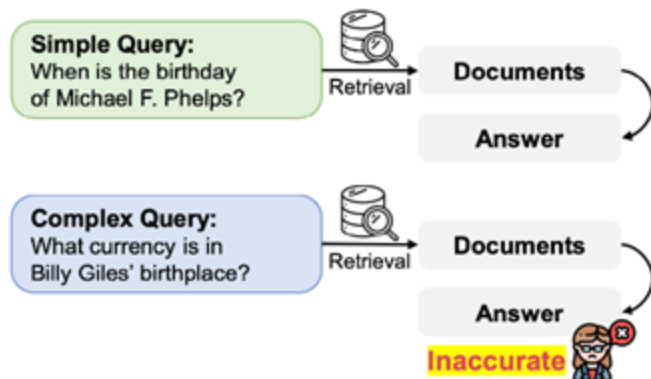 Simple Query:
When is the birthday
of Michael F. Phelps?
Retrieval
Documents
Answer
Complex Query:
What currency is in
Billy Giles' birthplace?
Retrieval
Documents
Answer
Inaccurate